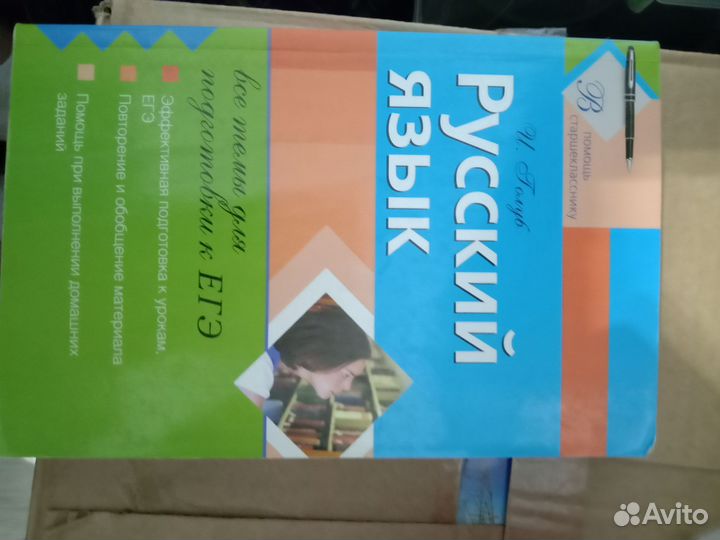 В помощь
старшекласснику
И. Голуб
Русский
язык
все темы для
подготовки к ЕГЭ
Эффективная подготовка к урокам,
ЕГЭ
Повторение и обобщение материала
Помощь при выполнении домашних
заданий
Avito